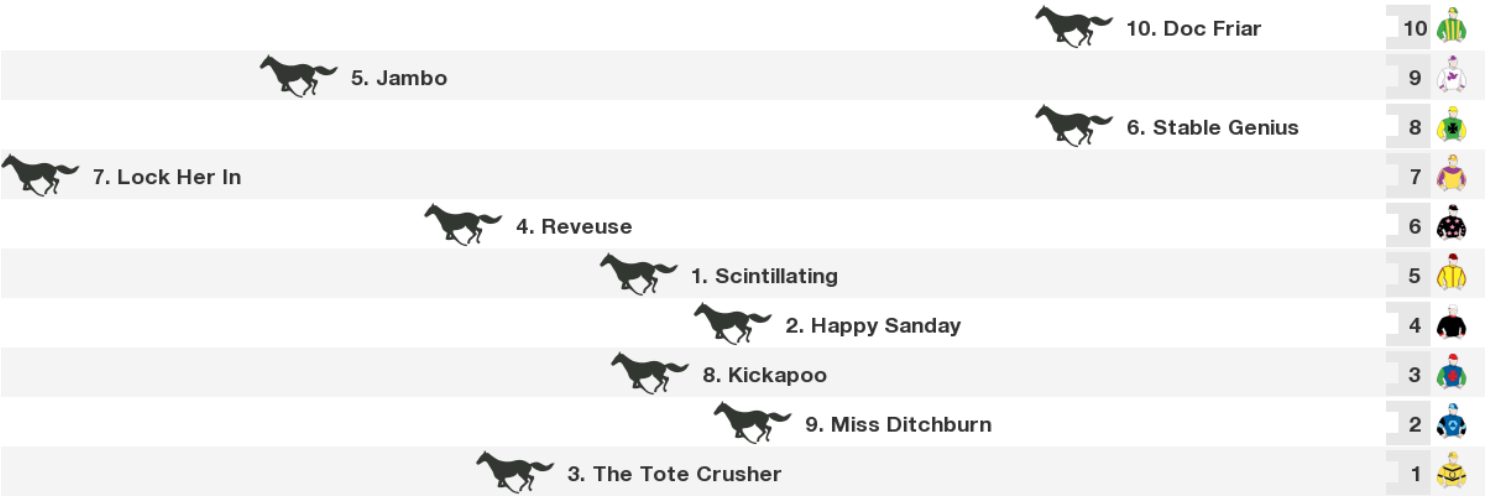 10. Doc Friar 10
5. Jambo 9
6. Stable Genius 8
7. Lock Her In 7
4. Reveuse 6
1. Scintillating 5
2. Happy Sanday 4
8. Kickapoo 3
9. Miss Ditchburn 2
3. The Tote Crusher 1